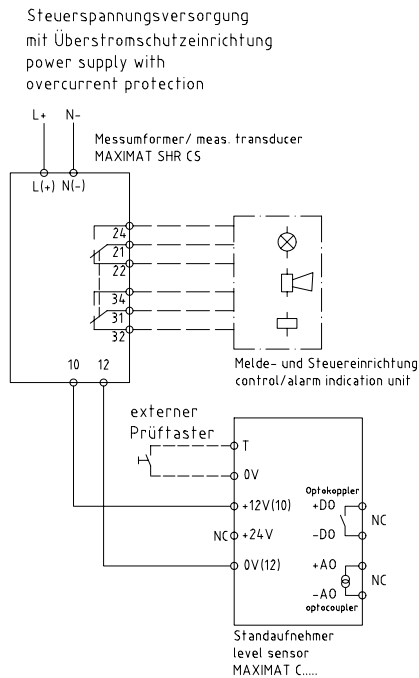 Steuerspannungsversorgung
mit Überstromschutzeinrichtung
power supply with
overcurrent protection
L+ N-
Messumformer/ meas. transducer
MAXIMAT SHR CS
L(+) N(-)
24
21
22
34
31
32
10 12
Melde- und Steuereinrichtung
control/alarm indication unit
externer
Prüftaster
T
0V
Optokoppler
+12V(10) +DO
NC
NC +24V -DO
0V(12) +AO
NC
-AO
optocoupler
Standaufnehmer
level sensor
MAXIMAT C.....